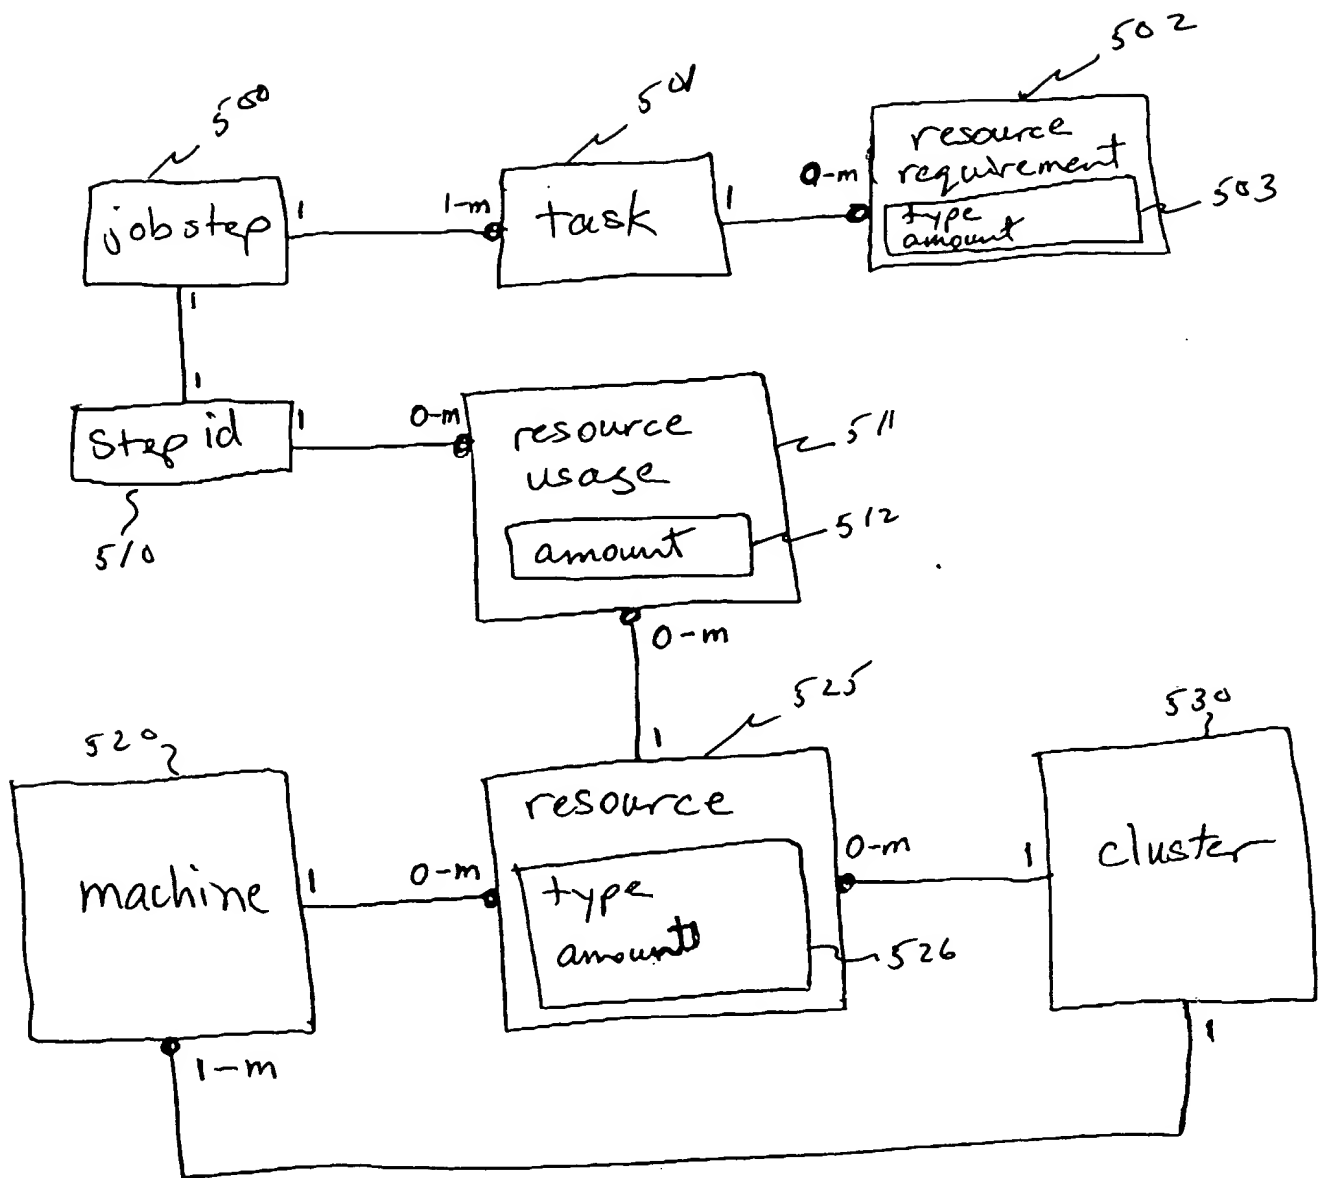 502
500
501
resource
requirement
0-m
503
type
amount
jobstep
1
1-m
task
1
1
1
step id
1
0-m
resource
usage
511
512
amount
510
0-m
525
530
520
1
resource
cluster
machine
1
0-m
0-m
1
type
amount
526
1-m
1